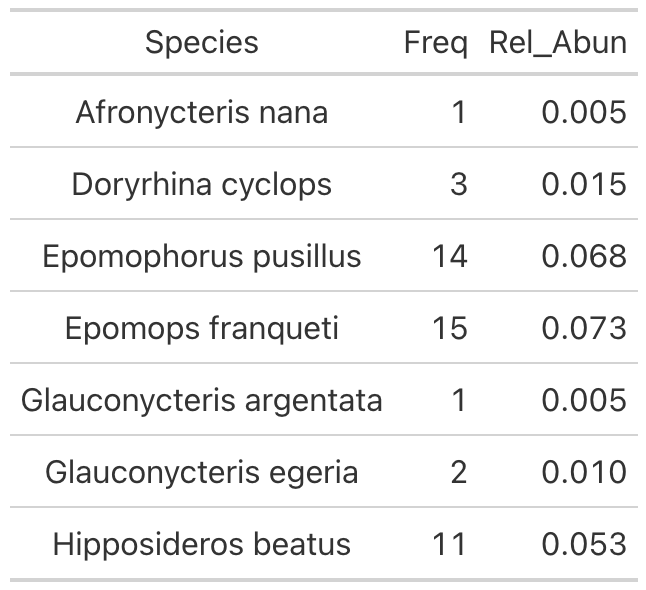 Species Freq Rel_Abun
Afronycteris nana 1 0.005
Doryrhina cyclops 3 0.015
Epomophorus pusillus 14 0.068
Epomops franqueti 15 0.073
Glauconycteris argentata 1 0.005
Glauconycteris egeria 2 0.010
Hipposideros beatus 11 0.053